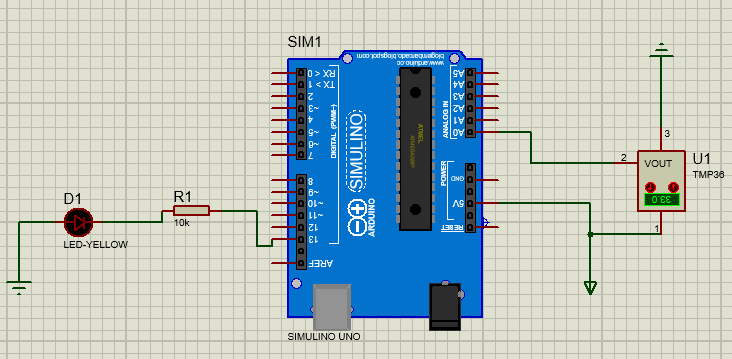 SIM1
www.arduino.cc
blogembarcado.blogspot.com
RX < 0
TX > 1
2
~3
4
~5
~6
7
DIGITAL (PWM~)
A5
A4
A3
A2
A1
A0
ANALOG IN
SIMULINO
ARDUINO
ATMEL
8
~9
~10
~11
12
13
AREF
POWER
GND
5V
RESET
D1
LED-YELLOW
R1
10k
3
2
VOUT
33.0
1
U1
TMP36
SIMULINO UNO